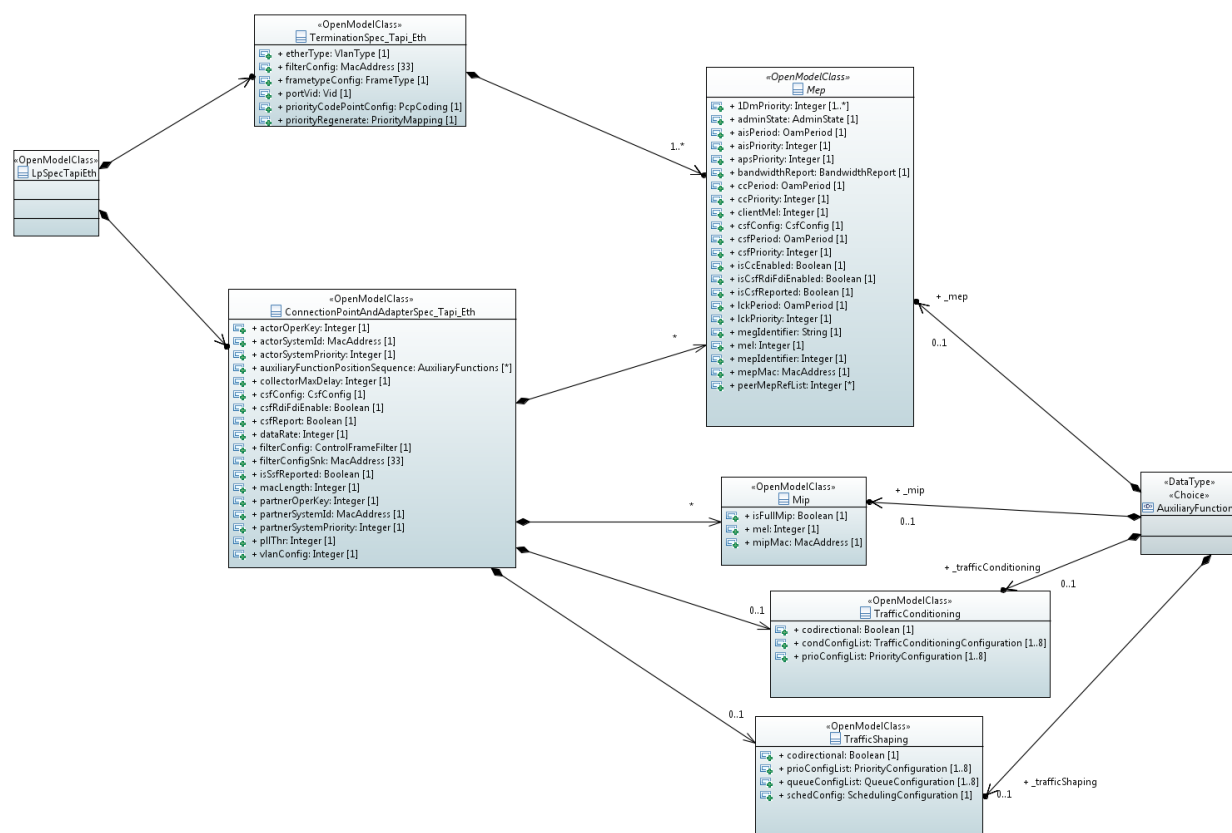 «OpenModelClass»
TerminationSpec_Tapi_Eth
+ etherType: VlanType [1]
+ filterConfig: MacAddress [33]
+ frametypeConfig: FrameType [1]
+ portVid: Vid [1]
+ priorityCodePointConfig: PcpCoding [1]
+ priorityRegenerate: PriorityMapping [1]
«OpenModelClass»
LpSpecTapiEth
«OpenModelClass»
Mep
+ 1DmPriority: Integer [1..*]
+ adminState: AdminState [1]
+ aisPeriod: OamPeriod [1]
+ aisPriority: Integer [1]
+ apsPriority: Integer [1]
+ bandwidthReport: BandwidthReport [1]
+ ccPeriod: OamPeriod [1]
+ ccPriority: Integer [1]
+ clientMel: Integer [1]
+ csfConfig: CsfConfig [1]
+ csfPeriod: OamPeriod [1]
+ csfPriority: Integer [1]
+ isCcEnabled: Boolean [1]
+ isCsfRdiFdiEnabled: Boolean [1]
+ isCsfReported: Boolean [1]
+ lckPeriod: OamPeriod [1]
+ lckPriority: Integer [1]
+ megIdentifier: String [1]
+ mel: Integer [1]
+ mepIdentifier: Integer [1]
+ mepMac: MacAddress [1]
+ peerMepRefList: Integer [*]
1..*
«OpenModelClass»
ConnectionPointAndAdapterSpec_Tapi_Eth
+ actorOperKey: Integer [1]
+ actorSystemId: MacAddress [1]
+ actorSystemPriority: Integer [1]
+ auxiliaryFunctionPositionSequence: AuxiliaryFunctions [*]
+ collectorMaxDelay: Integer [1]
+ csfConfig: CsfConfig [1]
+ csfRdiFdiEnable: Boolean [1]
+ csfReport: Boolean [1]
+ dataRate: Integer [1]
+ filterConfig: ControlFrameFilter [1]
+ filterConfigSnk: MacAddress [33]
+ isSsfReported: Boolean [1]
+ macLength: Integer [1]
+ partnerOperKey: Integer [1]
+ partnerSystemId: MacAddress [1]
+ partnerSystemPriority: Integer [1]
+ pllThr: Integer [1]
+ vlanConfig: Integer [1]
*
+ _mep
0..1
«DataType»
«Choice»
AuxiliaryFunction
*
«OpenModelClass»
Mip
+ isFullMip: Boolean [1]
+ mel: Integer [1]
+ mipMac: MacAddress [1]
+ _mip
0..1
+ _trafficConditioning
0..1
0..1
«OpenModelClass»
TrafficConditioning
+ codirectional: Boolean [1]
+ condConfigList: TrafficConditioningConfiguration [1..8]
+ prioConfigList: PriorityConfiguration [1..8]
0..1
«OpenModelClass»
TrafficShaping
+ codirectional: Boolean [1]
+ prioConfigList: PriorityConfiguration [1..8]
+ queueConfigList: QueueConfiguration [1..8]
+ schedConfig: SchedulingConfiguration [1]
+ _trafficShaping
0..1